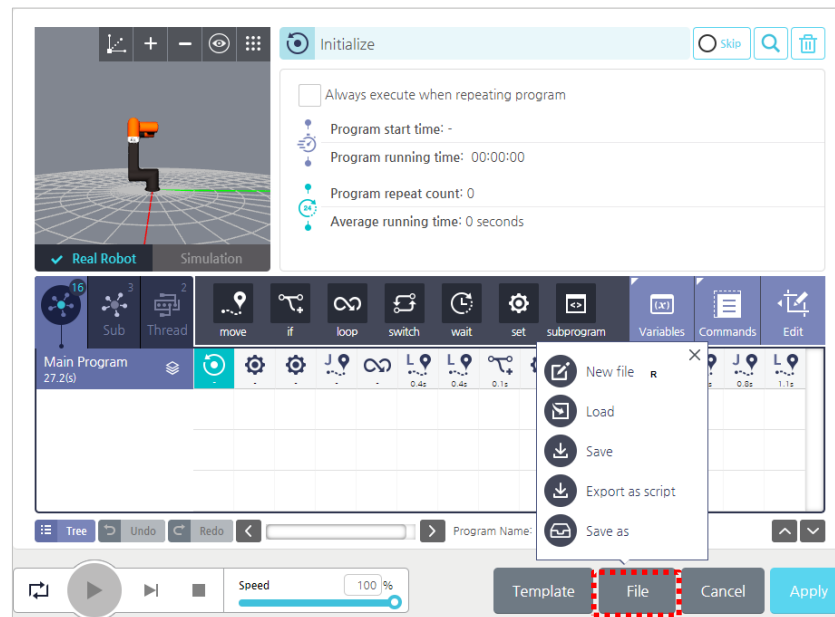 Initialize
Skip
Always execute when repeating program
Program start time: -
Program running time: 00:00:00
24
Program repeat count: 0
Average running time: 0 seconds
Real Robot
Simulation
16
3
2
Sub
Thread
move
if
loop
switch
wait
set
subprogram
(x)
Variables
Commands
Edit
Main Program
27.2(s)
-
-
J
-
-
L
0.4s
L
0.4s
0.1s
J
0.8s
L
1.1s
New file R
Load
Save
Export as script
Save as
Tree
Undo
Redo
Program Name:
Speed
100 %
Template
File
Cancel
Apply